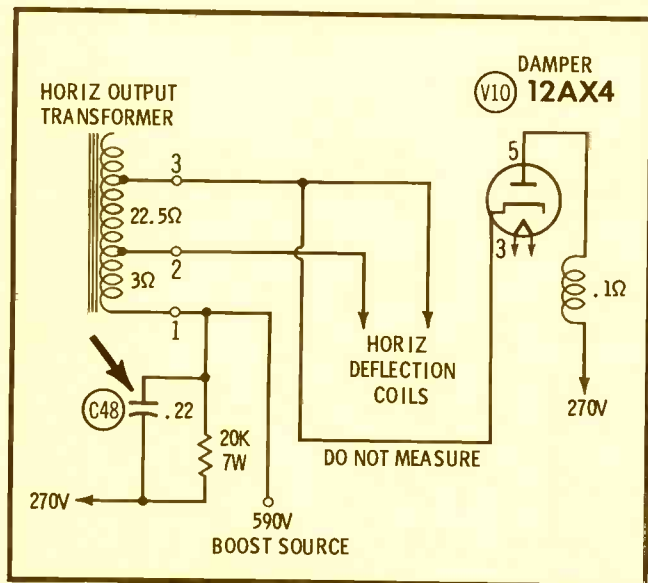 HORIZ OUTPUT
TRANSFORMER
DAMPER
V10 12AX4
3
5
22.5Ω
2
3Ω
3
.1Ω
1
HORIZ
DEFLECTION
COILS
C48 .22
270V
20K
7W
DO NOT MEASURE
270V
590V
BOOST SOURCE